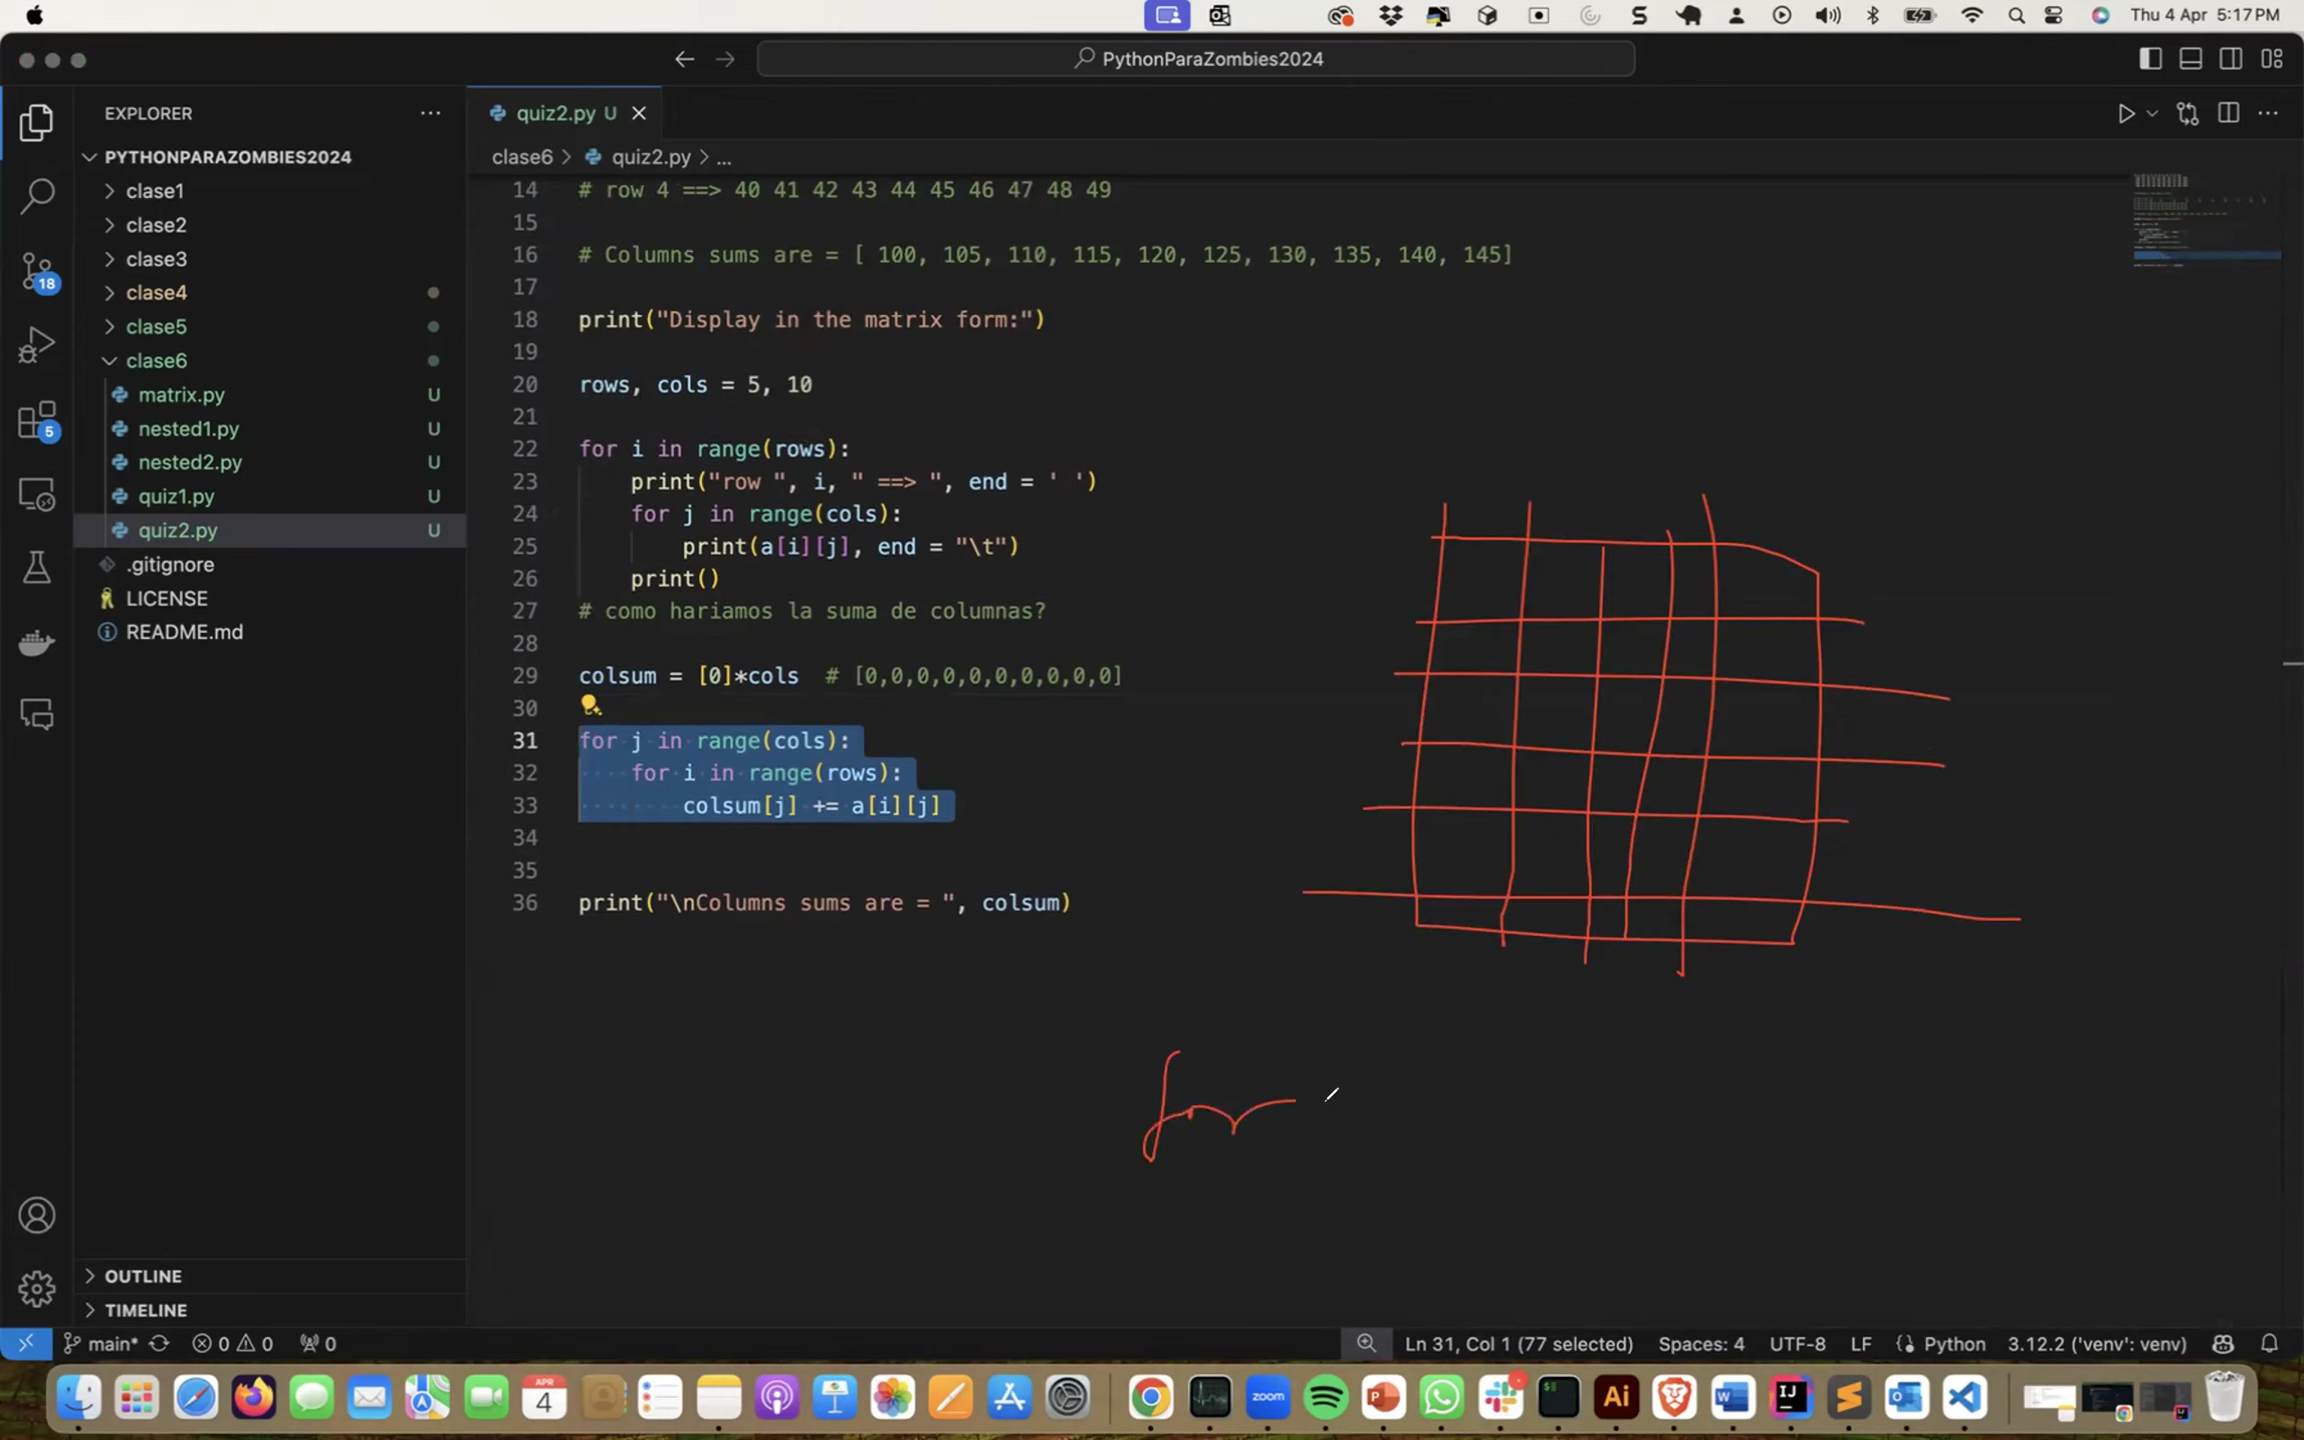 Thu 4 Apr 5:17 PM
PythonParaZombies2024
EXPLORER
PYTHONPARAZOMBIES2024
clase1
clase2
clase3
clase4
clase5
clase6
matrix.py U
nested1.py U
nested2.py U
quiz1.py U
quiz2.py U
.gitignore
LICENSE
README.md
OUTLINE
TIMELINE
18
5
quiz2.py U
clase6 > quiz2.py > ...
14 # row 4 ==> 40 41 42 43 44 45 46 47 48 49
15
16 # Columns sums are = [ 100, 105, 110, 115, 120, 125, 130, 135, 140, 145]
17
18 print("Display in the matrix form:")
19
20 rows, cols = 5, 10
21
22 for i in range(rows):
23 print("row ", i, " ==> ", end = ' ')
24 for j in range(cols):
25 print(a[i][j], end = "\t")
26 print()
27 # como hariamos la suma de columnas?
28
29 colsum = [0]*cols # [0,0,0,0,0,0,0,0,0,0]
30
31 for j in range(cols):
32 for i in range(rows):
33 colsum[j] += a[i][j]
34
35
36 print("\nColumns sums are = ", colsum)
for
main* 0 0 0
Ln 31, Col 1 (77 selected) Spaces: 4 UTF-8 LF Python 3.12.2 ('venv': venv)
APR
4
zoom
Ai
IJ